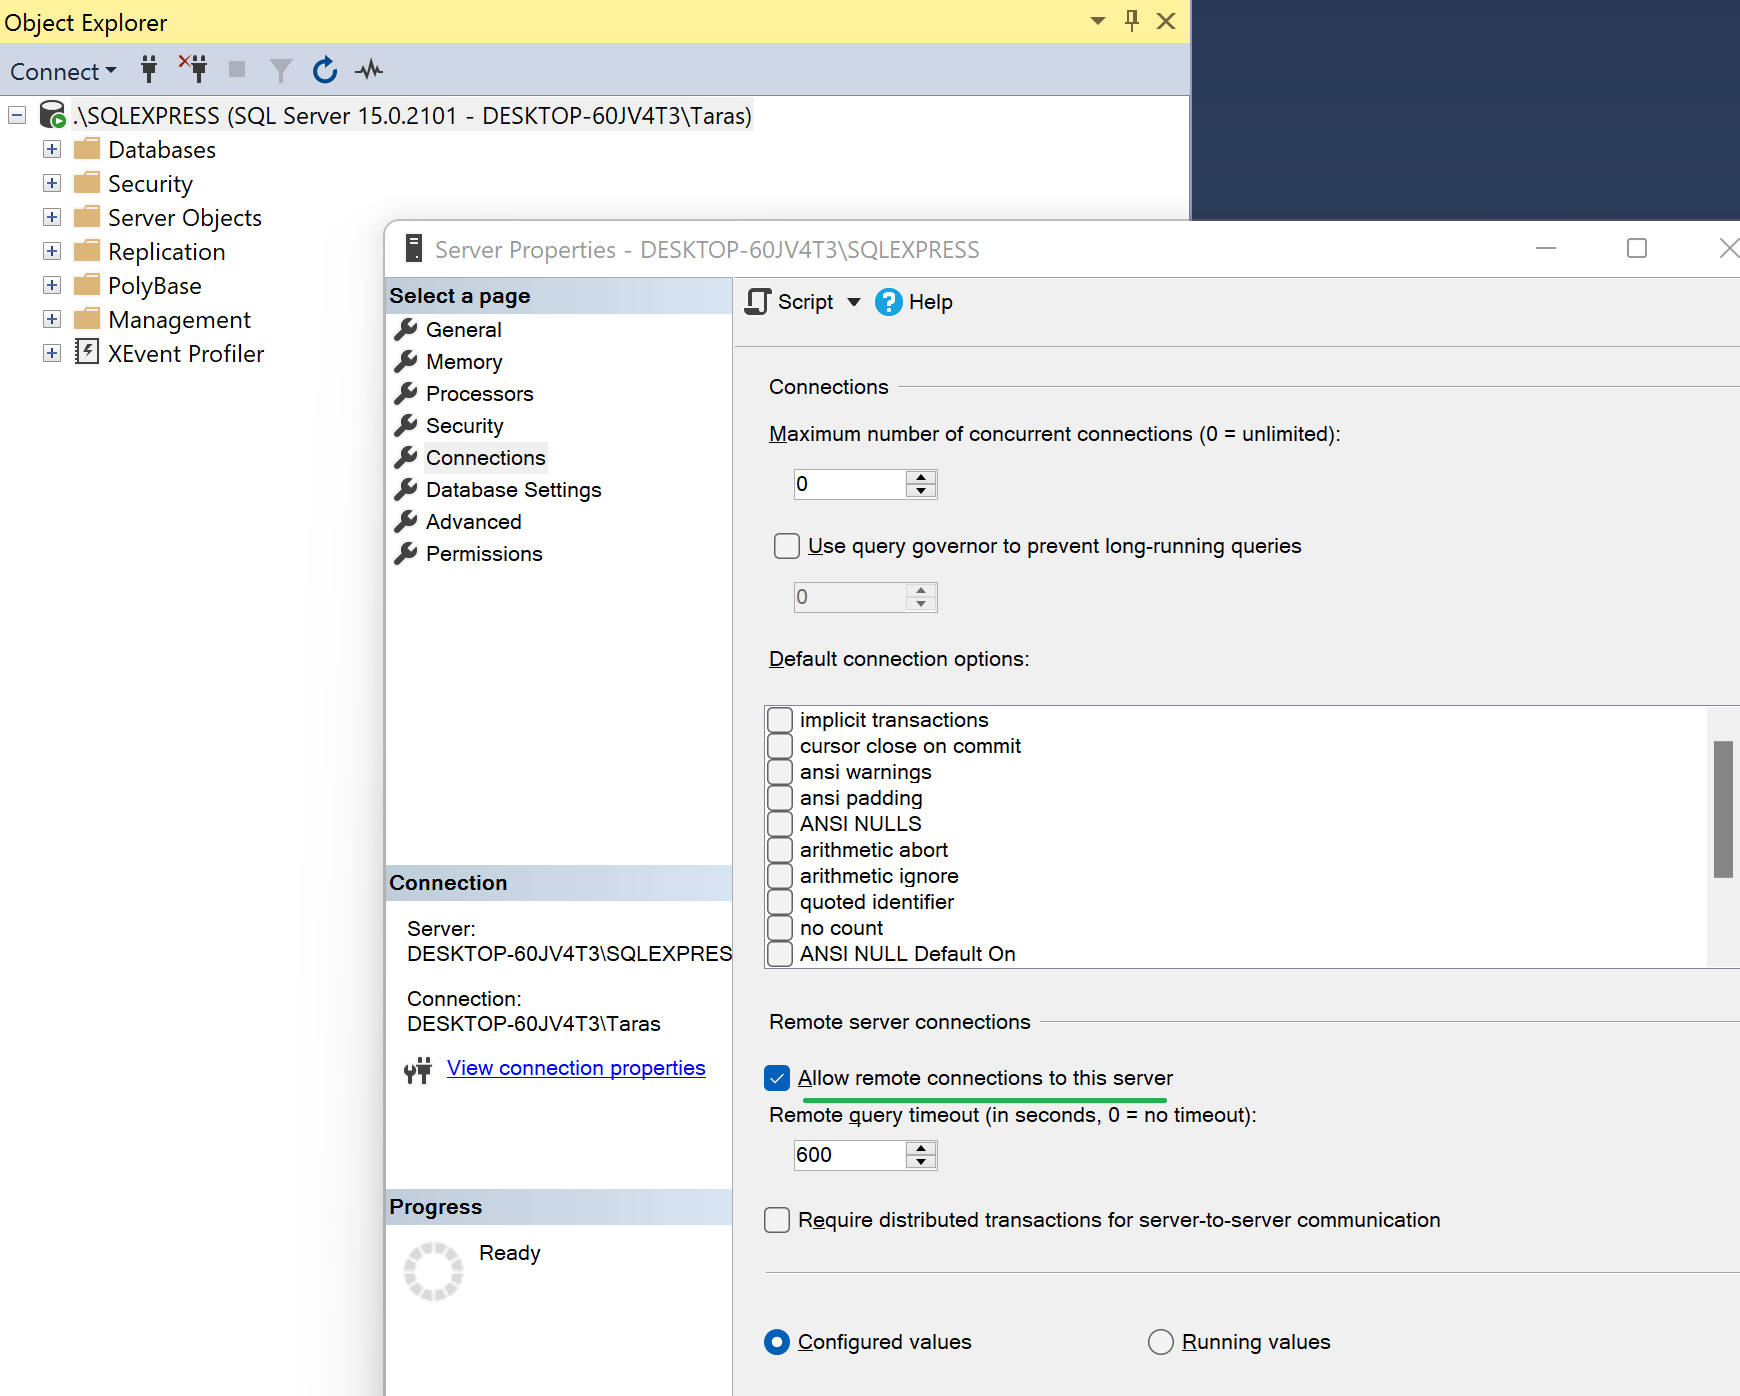 Object Explorer
Connect
.\SQLEXPRESS (SQL Server 15.0.2101 - DESKTOP-60JV4T3\Taras)
Databases
Security
Server Objects
Replication
PolyBase
Management
XEvent Profiler
Server Properties - DESKTOP-60JV4T3\SQLEXPRESS
Select a page
General
Memory
Processors
Security
Connections
Database Settings
Advanced
Permissions
Connection
Server:
DESKTOP-60JV4T3\SQLEXPRES
Connection:
DESKTOP-60JV4T3\Taras
View connection properties
Progress
Ready
Script
Help
Connections
Maximum number of concurrent connections (0 = unlimited):
0
Use query governor to prevent long-running queries
0
Default connection options:
implicit transactions
cursor close on commit
ansi warnings
ansi padding
ANSI NULLS
arithmetic abort
arithmetic ignore
quoted identifier
no count
ANSI NULL Default On
Remote server connections
Allow remote connections to this server
Remote query timeout (in seconds, 0 = no timeout):
600
Require distributed transactions for server-to-server communication
Configured values
Running values